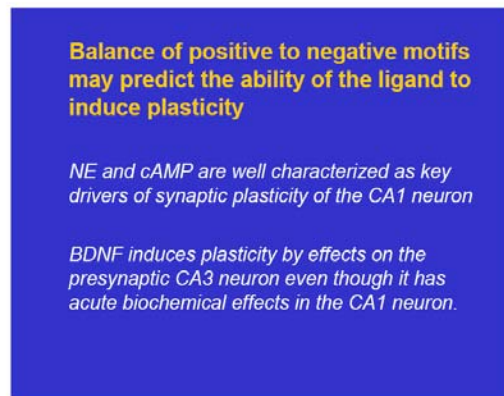 Balance of positive to negative motifs
may predict the ability of the ligand to
induce plasticity
NE and cAMP are well characterized as key
drivers of synaptic plasticity of the CA1 neuron
BDNF induces plasticity by effects on the
presynaptic CA3 neuron even though it has
acute biochemical effects in the CA1 neuron.